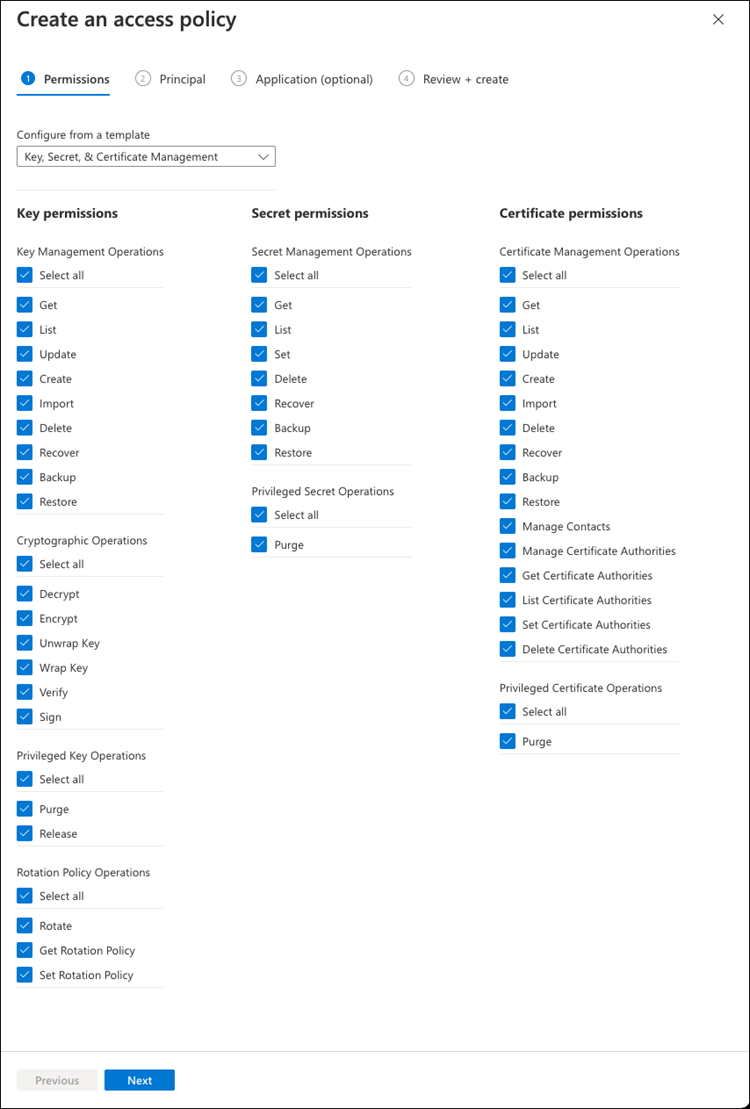 Create an access policy
1 Permissions 2 Principal 3 Application (optional) 4 Review + create
Configure from a template
Key, Secret, & Certificate Management
Key permissions
Key Management Operations
Select all
Get
List
Update
Create
Import
Delete
Recover
Backup
Restore
Cryptographic Operations
Select all
Decrypt
Encrypt
Unwrap Key
Wrap Key
Verify
Sign
Privileged Key Operations
Select all
Purge
Release
Rotation Policy Operations
Select all
Rotate
Get Rotation Policy
Set Rotation Policy
Secret permissions
Secret Management Operations
Select all
Get
List
Set
Delete
Recover
Backup
Restore
Privileged Secret Operations
Select all
Purge
Certificate permissions
Certificate Management Operations
Select all
Get
List
Update
Create
Import
Delete
Recover
Backup
Restore
Manage Contacts
Manage Certificate Authorities
Get Certificate Authorities
List Certificate Authorities
Set Certificate Authorities
Delete Certificate Authorities
Privileged Certificate Operations
Select all
Purge
Previous Next